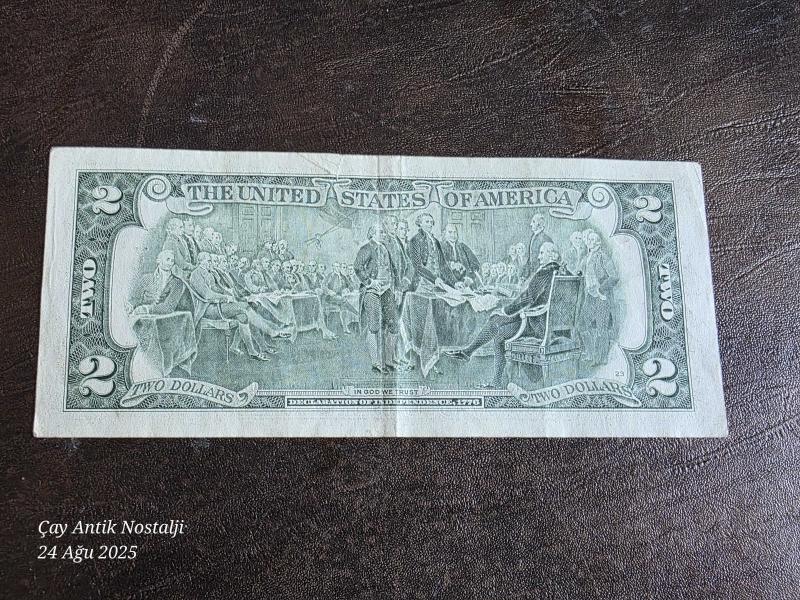 2 THE UNITED STATES OF AMERICA 2
TWO TWO
2 2
23
TWO DOLLARS TWO DOLLARS
IN GOD WE TRUST
DECLARATION OF INDEPENDENCE, 1776
Çay Antik Nostalji
24 Ağu 2025